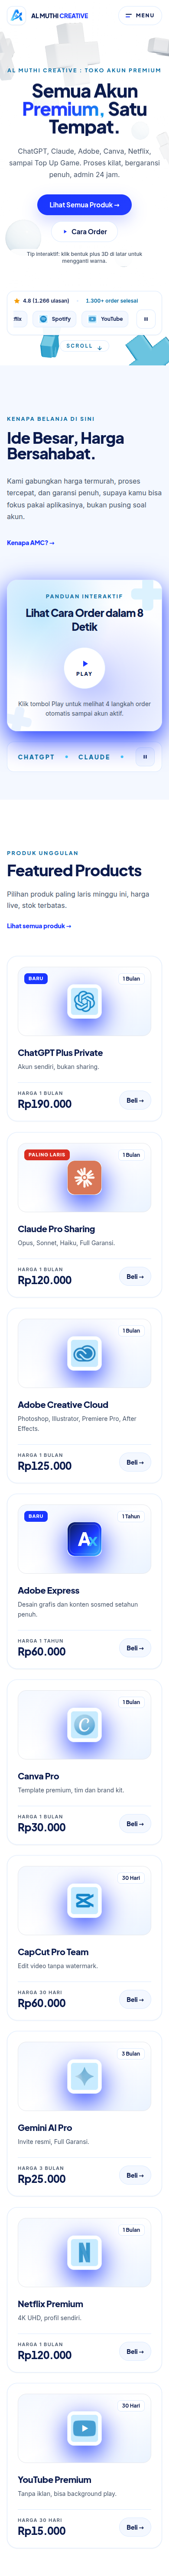 AL MUTHI CREATIVE
MENU
AL MUTHI CREATIVE : TOKO AKUN PREMIUM
Semua Akun
Premium, Satu
Tempat.
ChatGPT, Claude, Adobe, Canva, Netflix,
sampai Top Up Game. Proses kilat, bergaransi
penuh, admin 24 jam.
Lihat Semua Produk →
Cara Order
Tip interaktif: klik bentuk plus 3D di latar untuk
mengganti warna.
4.8 (1.266 ulasan)
1.300+ order selesai
flix
Spotify
YouTube
SCROLL ↓
KENAPA BELANJA DI SINI
Ide Besar, Harga
Bersahabat.
Kami gabungkan harga termurah, proses
tercepat, dan garansi penuh, supaya kamu bisa
fokus pakai aplikasinya, bukan pusing soal
akun.
Kenapa AMC? →
PANDUAN INTERAKTIF
Lihat Cara Order dalam 8
Detik
PLAY
Klik tombol Play untuk melihat 4 langkah order
otomatis sampai akun aktif.
CHATGPT + CLAUDE +
PRODUK UNGGULAN
Featured Products
Pilihan produk paling laris minggu ini, harga
live, stok terbatas.
Lihat semua produk →
BARU
1 Bulan
ChatGPT Plus Private
Akun sendiri, bukan sharing.
HARGA 1 BULAN
Rp190.000
Beli →
PALING LARIS
1 Bulan
Claude Pro Sharing
Opus, Sonnet, Haiku, Full Garansi.
HARGA 1 BULAN
Rp120.000
Beli →
1 Bulan
Adobe Creative Cloud
Photoshop, Illustrator, Premiere Pro, After
Effects.
HARGA 1 BULAN
Rp125.000
Beli →
BARU
1 Tahun
Ax
Adobe Express
Desain grafis dan konten sosmed setahun
penuh.
HARGA 1 TAHUN
Rp60.000
Beli →
1 Bulan
C
Canva Pro
Template premium, tim dan brand kit.
HARGA 1 BULAN
Rp30.000
Beli →
30 Hari
CapCut Pro Team
Edit video tanpa watermark.
HARGA 30 HARI
Rp60.000
Beli →
3 Bulan
Gemini AI Pro
Invite resmi, Full Garansi.
HARGA 3 BULAN
Rp25.000
Beli →
1 Bulan
N
Netflix Premium
4K UHD, profil sendiri.
HARGA 1 BULAN
Rp120.000
Beli →
30 Hari
YouTube Premium
Tanpa iklan, bisa background play.
HARGA 30 HARI
Rp15.000
Beli →